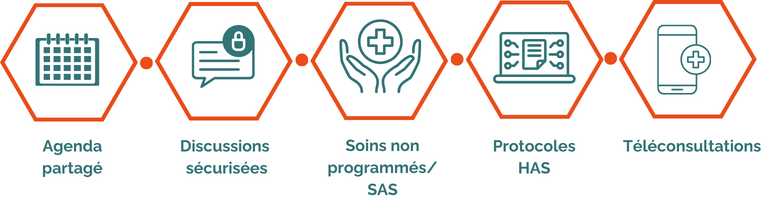 Agenda
partagé
Discussions
sécurisées
Soins non
programmés/
SAS
Protocoles
HAS
Téléconsultations